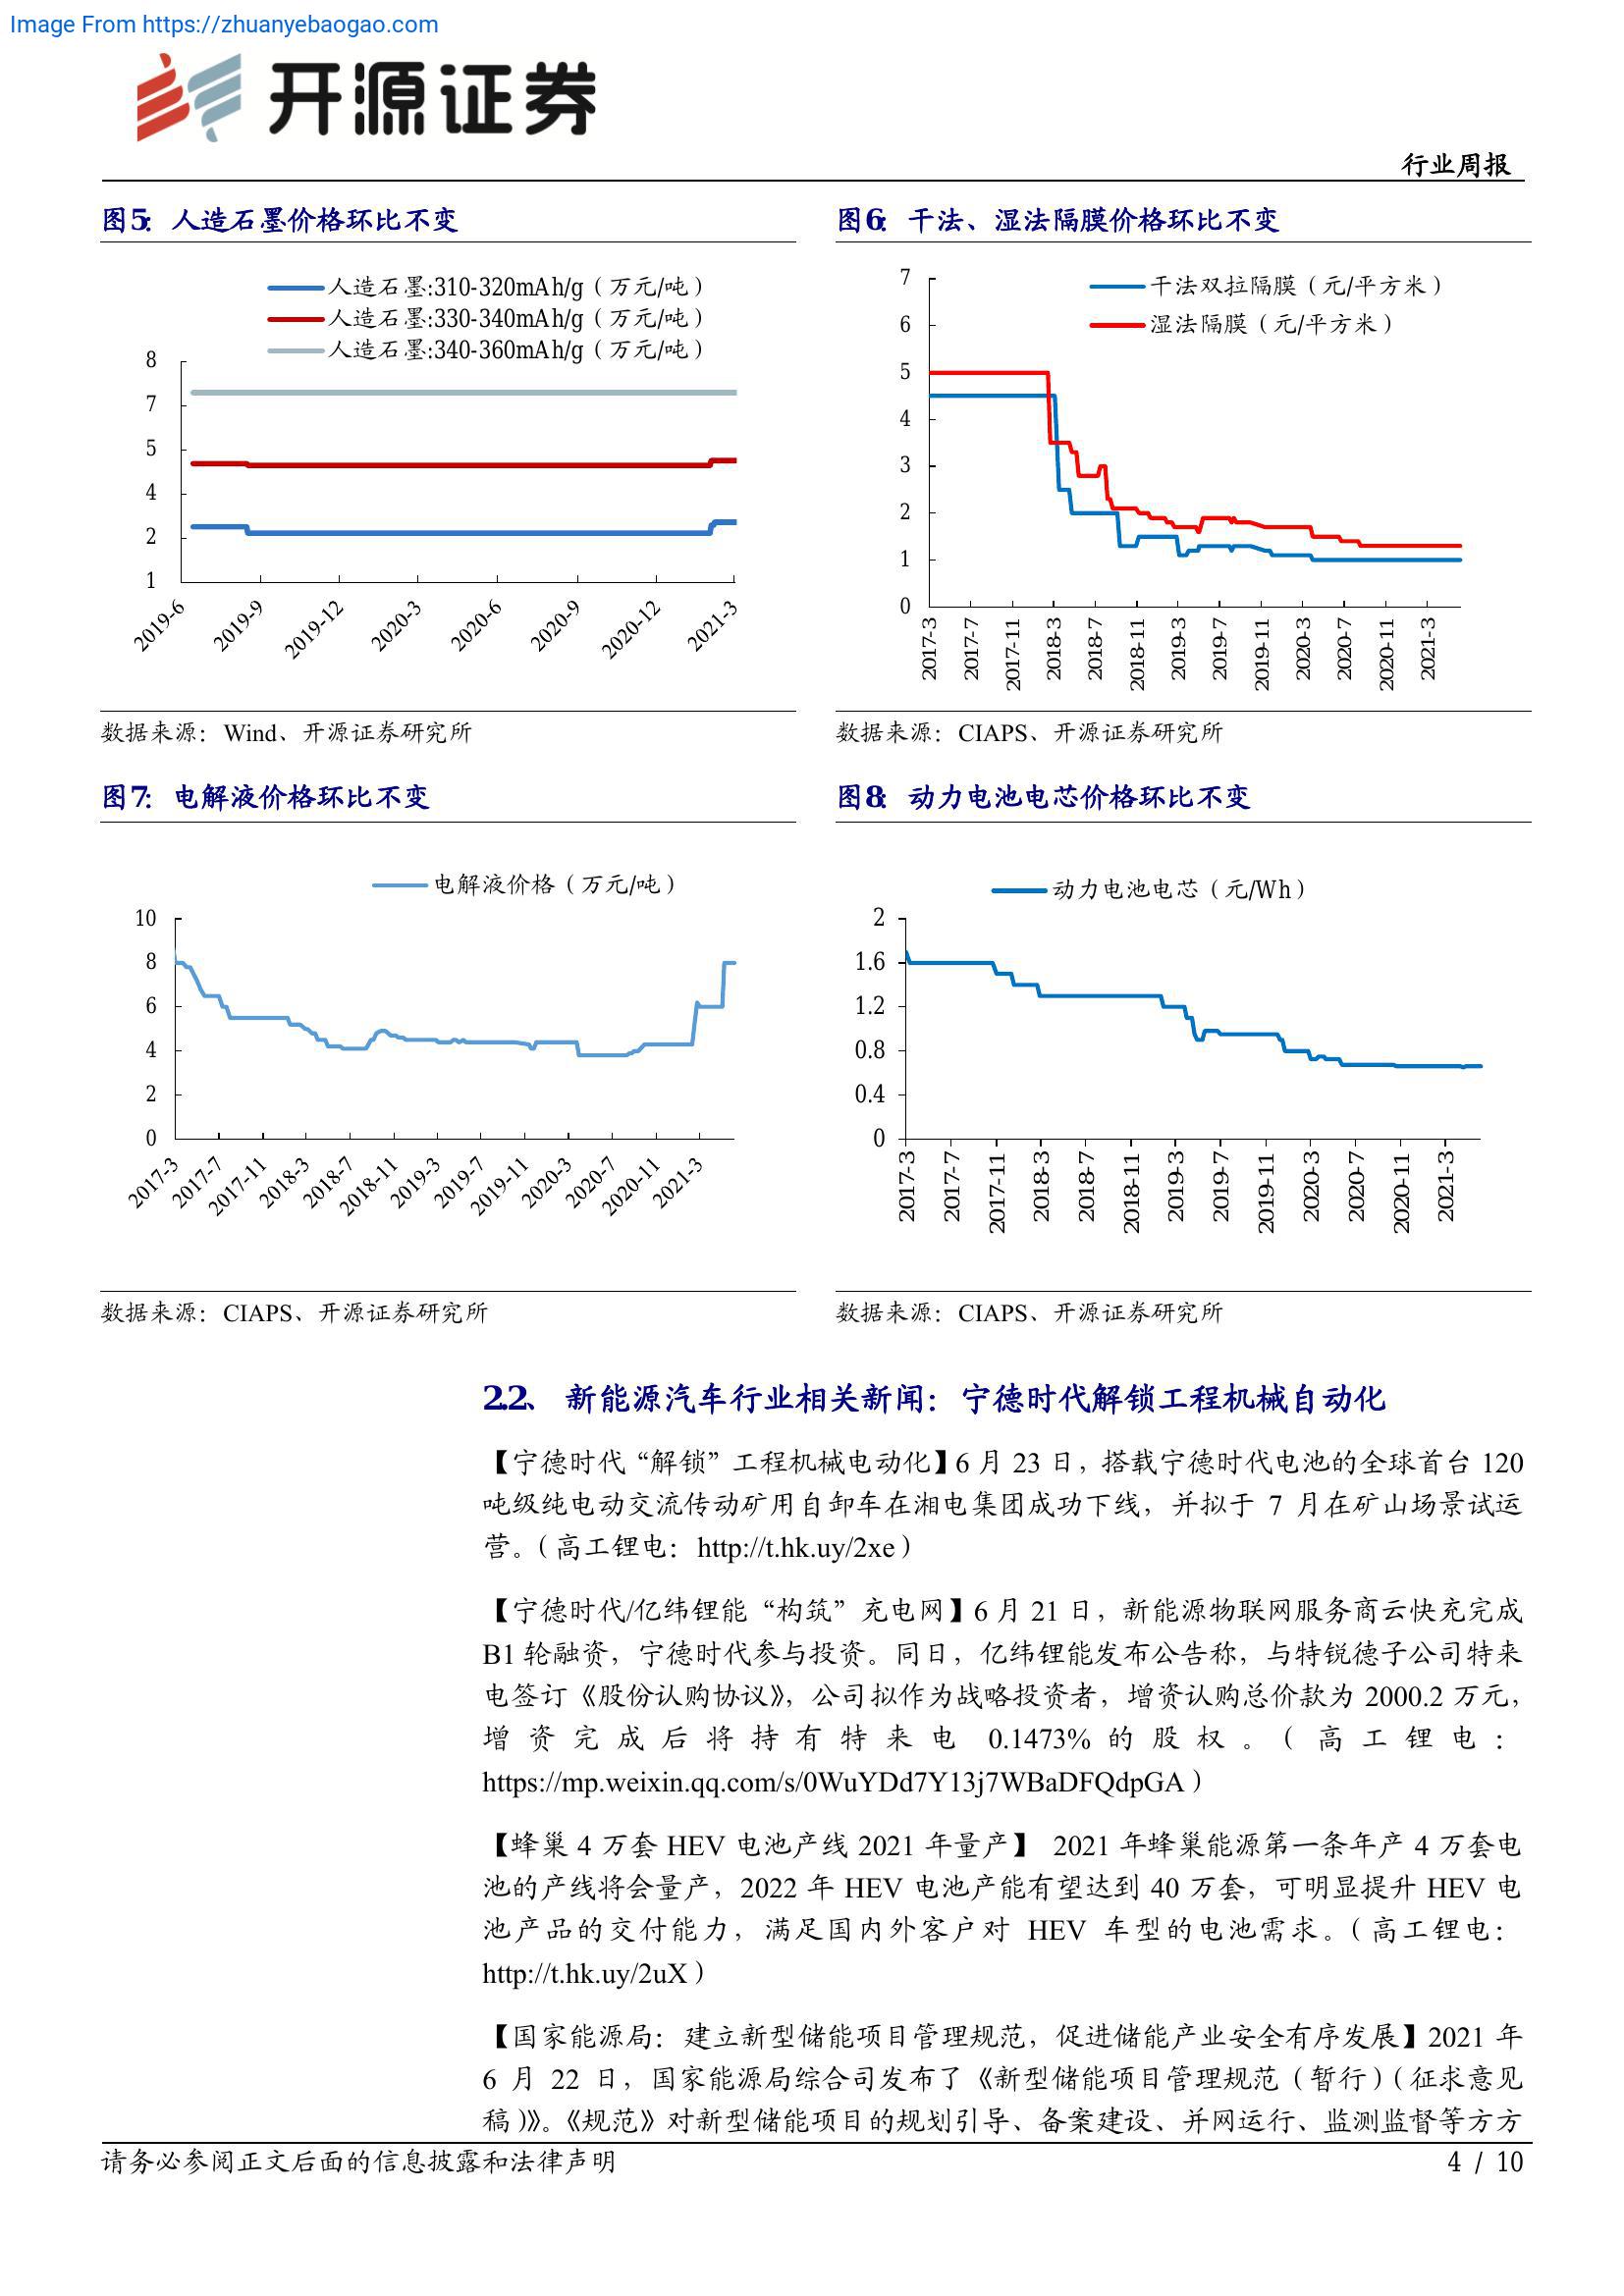 Image From https://zhuanyebaogao.com
开源证券
行业周报
图5: 人造石墨价格环比不变
人造石墨:310-320mAh/g（万元/吨）
人造石墨:330-340mAh/g（万元/吨）
人造石墨:340-360mAh/g（万元/吨）
8
7
5
4
2
1
2019-6 2019-9 2019-12 2020-3 2020-6 2020-9 2020-12 2021-3
数据来源：Wind、开源证券研究所
图6: 干法、湿法隔膜价格环比不变
干法双拉隔膜（元/平方米）
湿法隔膜（元/平方米）
7
6
5
4
3
2
1
0
2017-3 2017-7 2017-11 2018-3 2018-7 2018-11 2019-3 2019-7 2019-11 2020-3 2020-7 2020-11 2021-3
数据来源：CIAPS、开源证券研究所
图7: 电解液价格环比不变
电解液价格（万元/吨）
10
8
6
4
2
0
2017-3 2017-7 2017-11 2018-3 2018-7 2018-11 2019-3 2019-7 2019-11 2020-3 2020-7 2020-11 2021-3
数据来源：CIAPS、开源证券研究所
图8: 动力电池电芯价格环比不变
动力电池电芯（元/Wh）
2
1.6
1.2
0.8
0.4
0
2017-3 2017-7 2017-11 2018-3 2018-7 2018-11 2019-3 2019-7 2019-11 2020-3 2020-7 2020-11 2021-3
数据来源：CIAPS、开源证券研究所
2.2、 新能源汽车行业相关新闻：宁德时代解锁工程机械自动化
【宁德时代“解锁”工程机械电动化】6 月 23 日，搭载宁德时代电池的全球首台 120
吨级纯电动交流传动矿用自卸车在湘电集团成功下线，并拟于 7 月在矿山场景试运
营。（高工锂电：http://t.hk.uy/2xe）
【宁德时代/亿纬锂能“构筑”充电网】6 月 21 日，新能源物联网服务商云快充完成
B1 轮融资，宁德时代参与投资。同日，亿纬锂能发布公告称，与特锐德子公司特来
电签订《股份认购协议》，公司拟作为战略投资者，增资认购总价款为 2000.2 万元，
增资完成后将持有特来电 0.1473% 的股权。（高工锂电：
https://mp.weixin.qq.com/s/0WuYDd7Y13j7WBaDFQdpGA）
【蜂巢 4 万套 HEV 电池产线 2021 年量产】 2021 年蜂巢能源第一条年产 4 万套电
池的产线将会量产，2022 年 HEV 电池产能有望达到 40 万套，可明显提升 HEV 电
池产品的交付能力，满足国内外客户对 HEV 车型的电池需求。（高工锂电：
http://t.hk.uy/2uX）
【国家能源局：建立新型储能项目管理规范，促进储能产业安全有序发展】2021 年
6 月 22 日，国家能源局综合司发布了《新型储能项目管理规范（暂行）（征求意见
稿）》。《规范》对新型储能项目的规划引导、备案建设、并网运行、监测监督等方方
请务必参阅正文后面的信息披露和法律声明
4 / 10